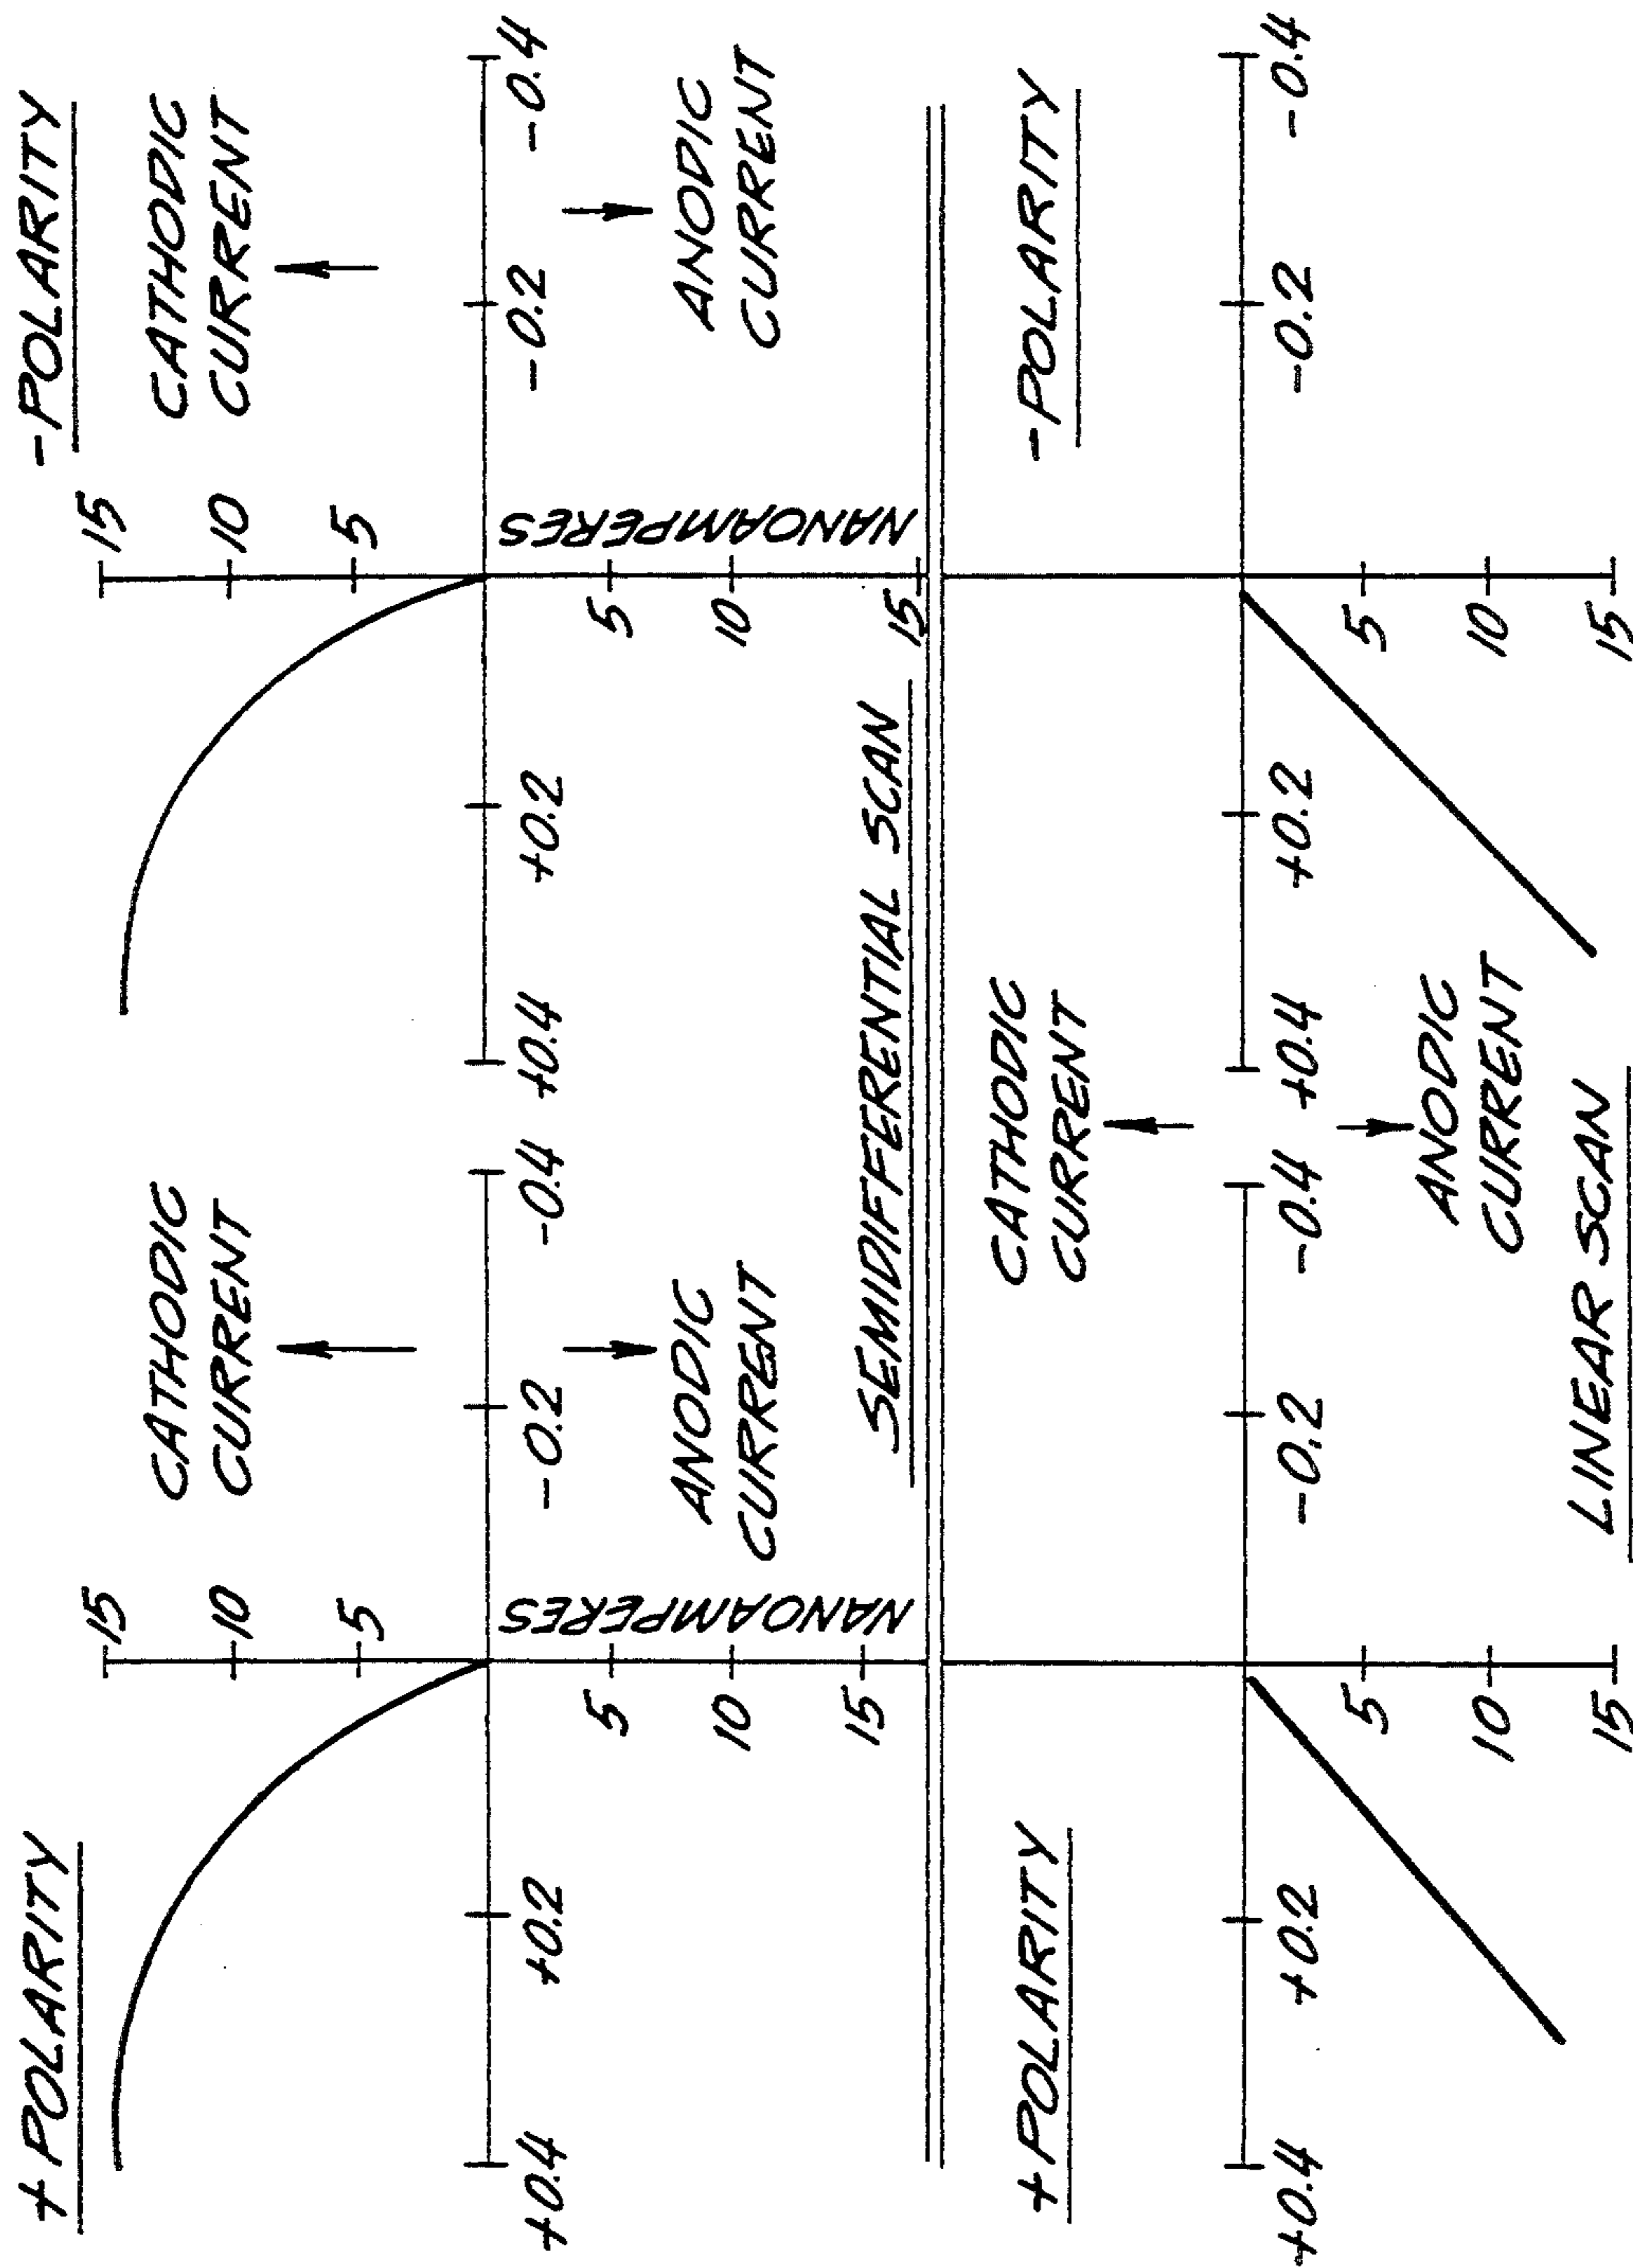 + POLARITY
15
10
5
CATHODIC
CURRENT
+0.4
+0.2
-0.2
-0.4
5
10
15
NANOAMPERES
ANODIC
CURRENT
-POLARITY
15
10
5
CATHODIC
CURRENT
+0.4
+0.2
-0.2
-0.4
5
10
15
NANOAMPERES
ANODIC
CURRENT
SEMIDIFFERENTIAL SCAN
+ POLARITY
CATHODIC
CURRENT
-POLARITY
+0.4
+0.2
-0.2
-0.4
+0.4
+0.2
-0.2
-0.4
5
10
15
ANODIC
CURRENT
5
10
15
LINEAR SCAN